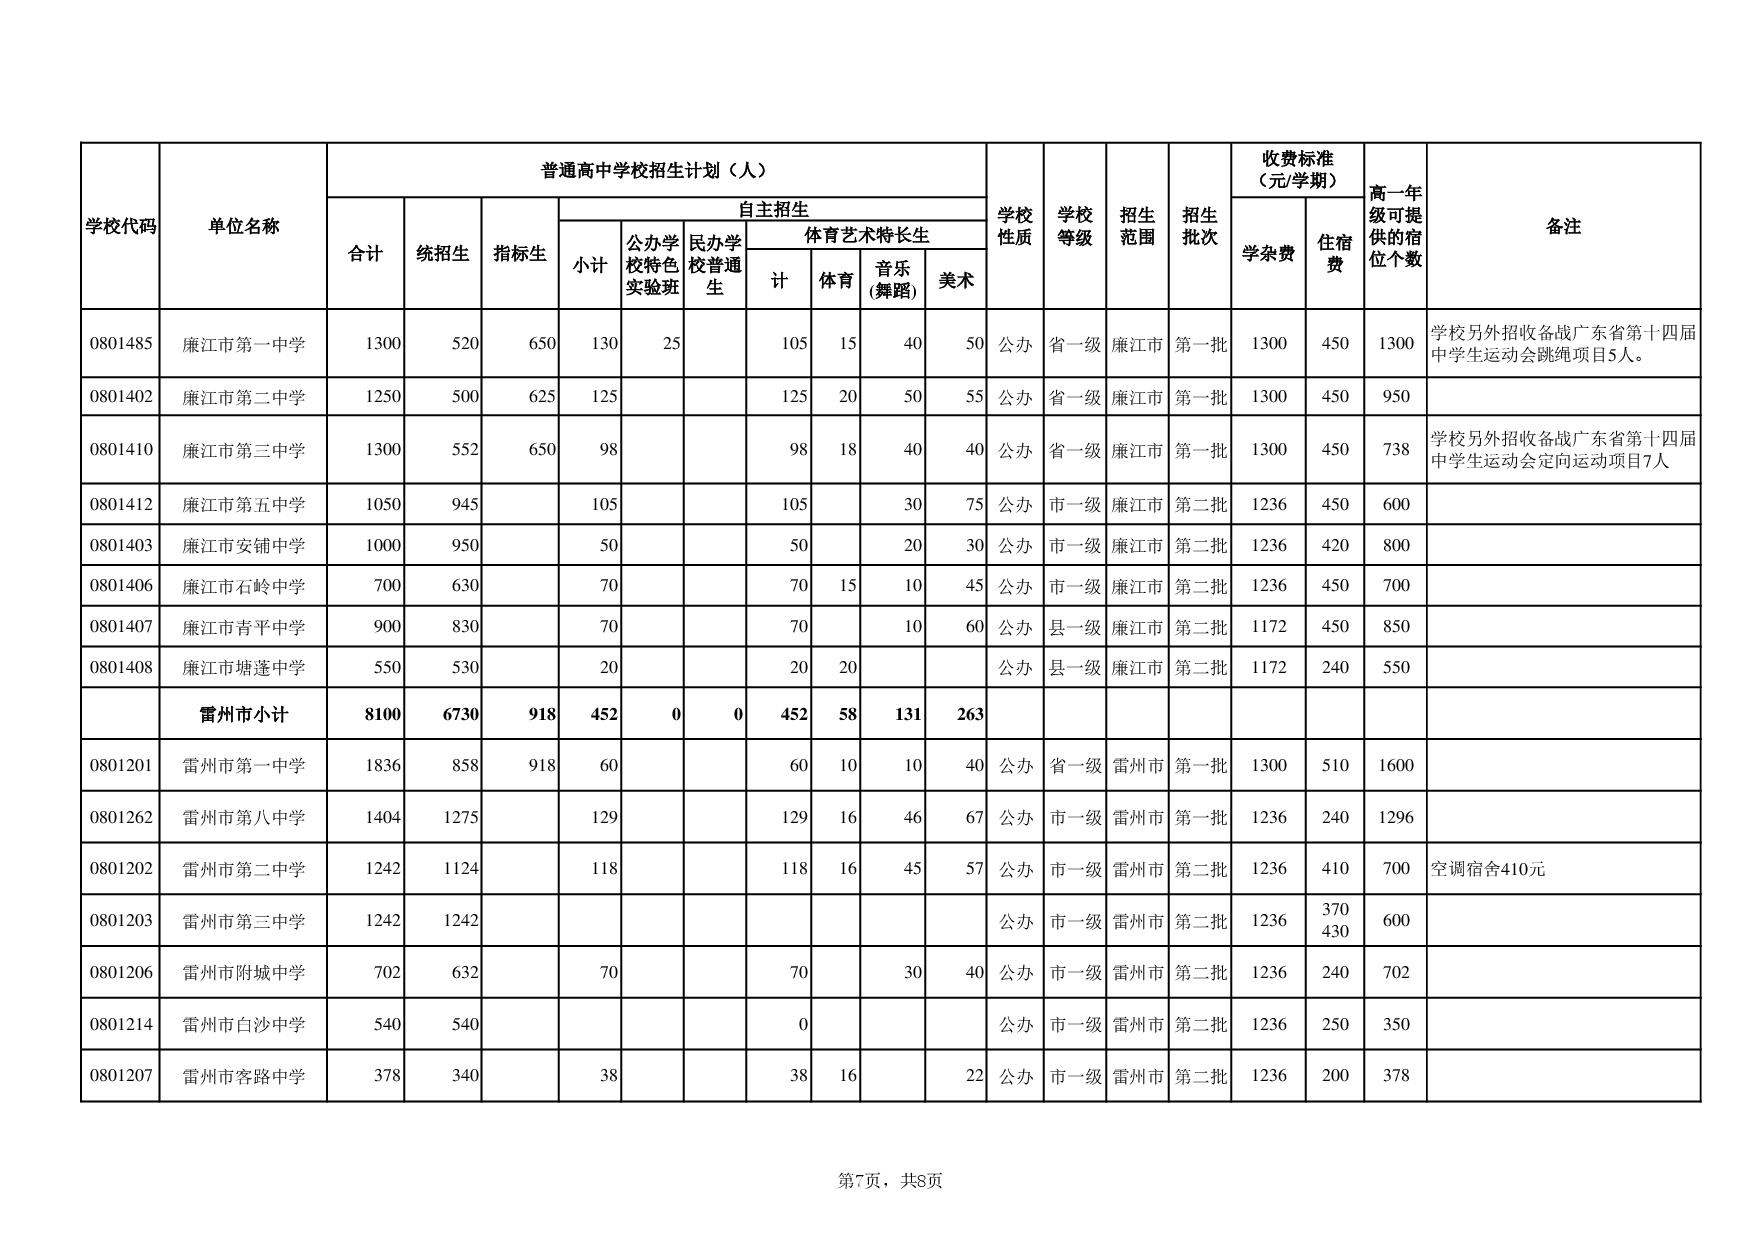 学校代码 单位名称 普通高中学校招生计划（人） 学校性质 学校等级 招生范围 招生批次 收费标准（元/学期） 高一年级可提供的宿位个数 备注
合计 统招生 指标生 自主招生 学杂费 住宿费
小计 公办学校特色实验班 民办学校普通生 体育艺术特长生
计 体育 音乐(舞蹈) 美术
0801485 廉江市第一中学 1300 520 650 130 25 105 15 40 50 公办 省一级 廉江市 第一批 1300 450 1300 学校另外招收备战广东省第十四届中学生运动会跳绳项目5人。
0801402 廉江市第二中学 1250 500 625 125 125 20 50 55 公办 省一级 廉江市 第一批 1300 450 950
0801410 廉江市第三中学 1300 552 650 98 98 18 40 40 公办 省一级 廉江市 第一批 1300 450 738 学校另外招收备战广东省第十四届中学生运动会定向运动项目7人
0801412 廉江市第五中学 1050 945 105 105 30 75 公办 市一级 廉江市 第二批 1236 450 600
0801403 廉江市安铺中学 1000 950 50 50 20 30 公办 市一级 廉江市 第二批 1236 420 800
0801406 廉江市石岭中学 700 630 70 70 15 10 45 公办 市一级 廉江市 第二批 1236 450 700
0801407 廉江市青平中学 900 830 70 70 10 60 公办 县一级 廉江市 第二批 1172 450 850
0801408 廉江市塘蓬中学 550 530 20 20 20 公办 县一级 廉江市 第二批 1172 240 550
雷州市小计 8100 6730 918 452 0 0 452 58 131 263
0801201 雷州市第一中学 1836 858 918 60 60 10 10 40 公办 省一级 雷州市 第一批 1300 510 1600
0801262 雷州市第八中学 1404 1275 129 129 16 46 67 公办 市一级 雷州市 第一批 1236 240 1296
0801202 雷州市第二中学 1242 1124 118 118 16 45 57 公办 市一级 雷州市 第二批 1236 410 700 空调宿舍410元
0801203 雷州市第三中学 1242 1242 公办 市一级 雷州市 第二批 1236 370 430 600
0801206 雷州市附城中学 702 632 70 70 30 40 公办 市一级 雷州市 第二批 1236 240 702
0801214 雷州市白沙中学 540 540 0 公办 市一级 雷州市 第二批 1236 250 350
0801207 雷州市客路中学 378 340 38 38 16 22 公办 市一级 雷州市 第二批 1236 200 378
第7页，共8页